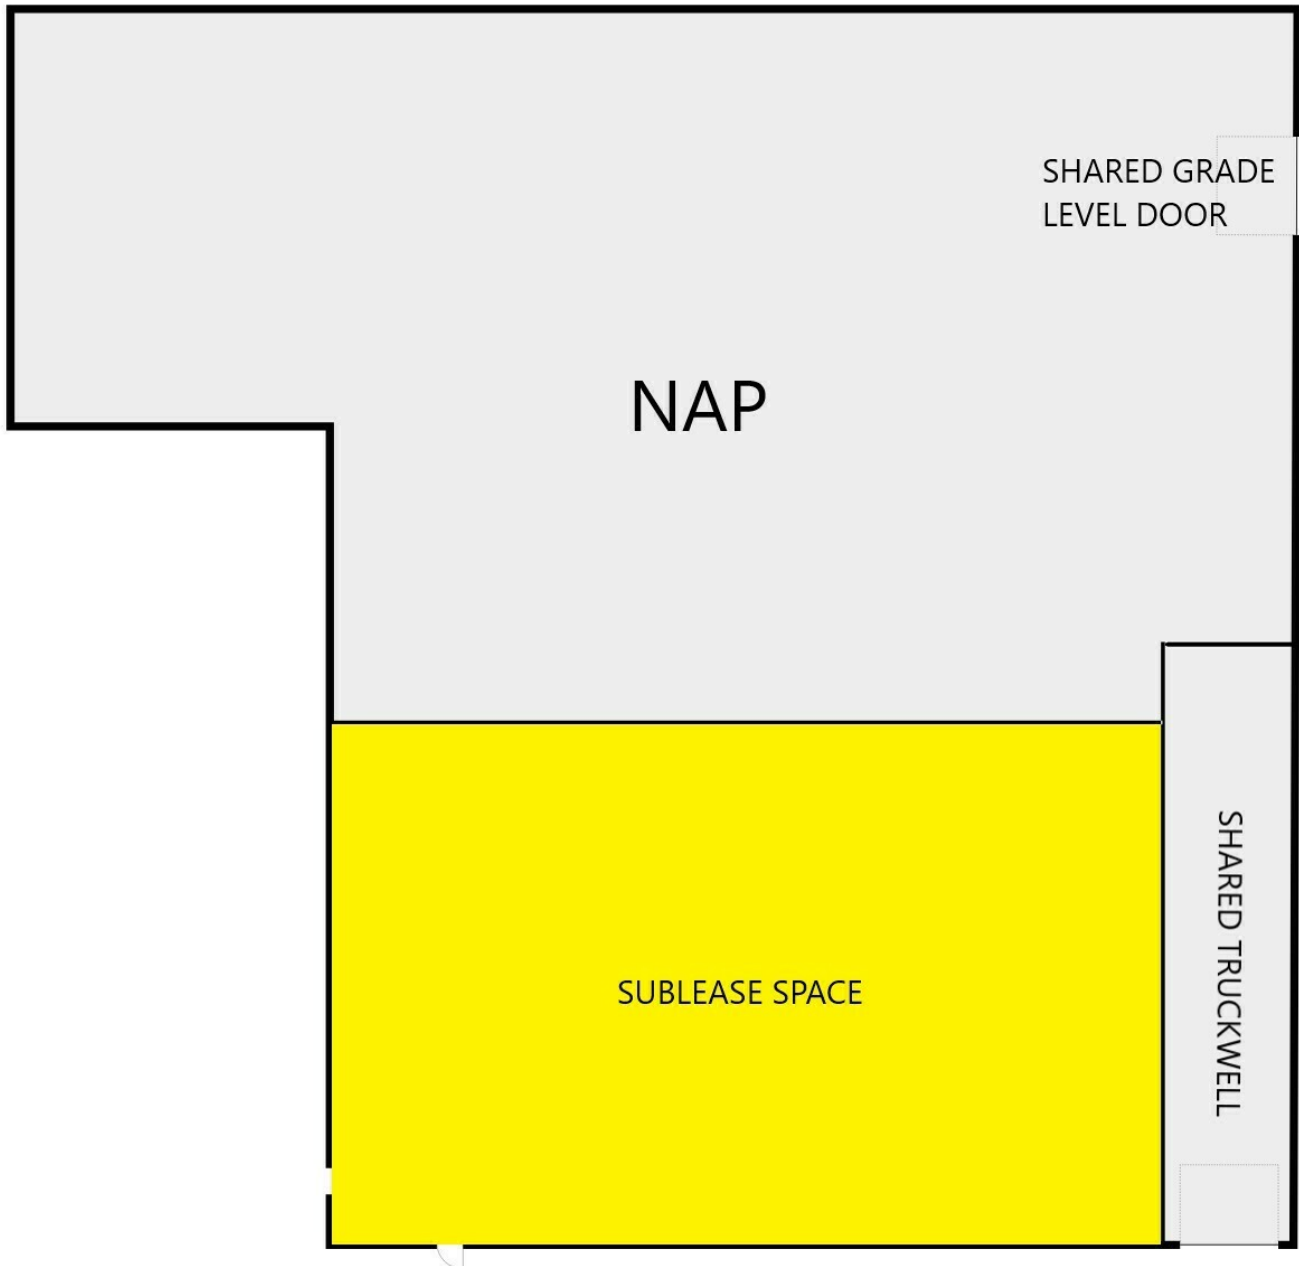 SHARED GRADE
LEVEL DOOR
NAP
SHARED TRUCKWELL
SUBLEASE SPACE